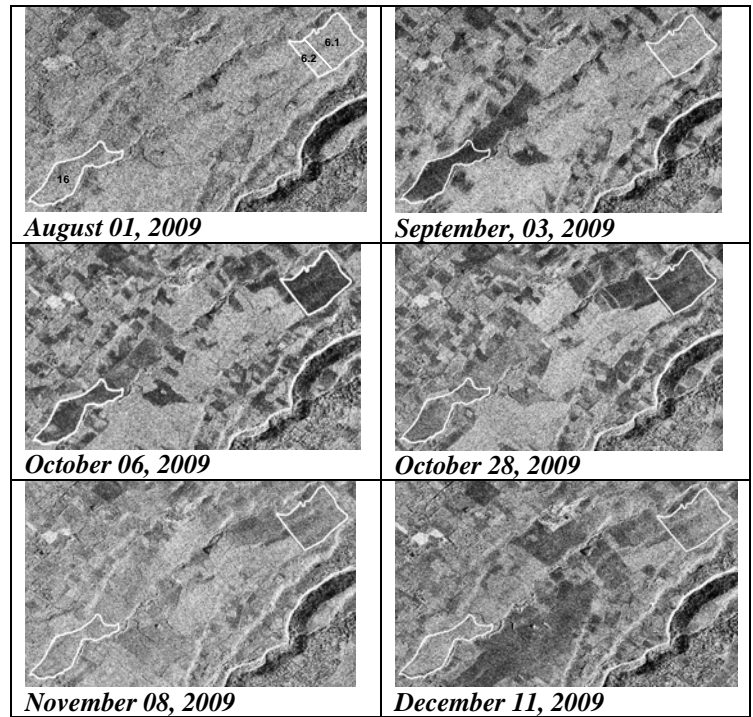 6.1
6.2
16
August 01, 2009
September, 03, 2009
October 06, 2009
October 28, 2009
November 08, 2009
December 11, 2009